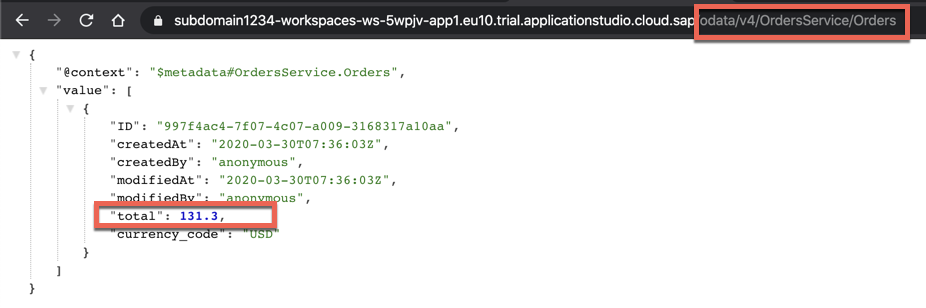 subdomain1234-workspaces-ws-5wpjv-app1.eu10.trial.applicationstudio.cloud.sap/odata/v4/OrdersService/Orders
{
"@context": "$metadata#OrdersService.Orders",
"value": [
{
"ID": "997f4ac4-7f07-4c07-a009-3168317a10aa",
"createdAt": "2020-03-30T07:36:03Z",
"createdBy": "anonymous",
"modifiedAt": "2020-03-30T07:36:03Z",
"modifiedBy": "anonymous",
"total": 131.3,
"currency_code": "USD"
}
]
}